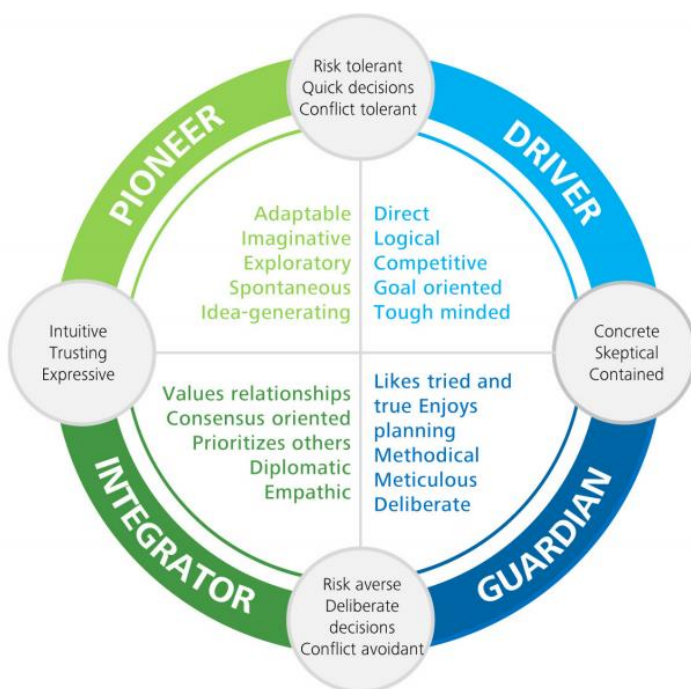 Risk tolerant
Quick decisions
Conflict tolerant
PIONEER
DRIVER
Adaptable
Imaginative
Exploratory
Spontaneous
Idea-generating
Direct
Logical
Competitive
Goal oriented
Tough minded
Intuitive
Trusting
Expressive
Concrete
Skeptical
Contained
Values relationships
Consensus oriented
Prioritizes others
Diplomatic
Empathic
Likes tried and
true Enjoys
planning
Methodical
Meticulous
Deliberate
INTEGRATOR
GUARDIAN
Risk averse
Deliberate
decisions
Conflict avoidant